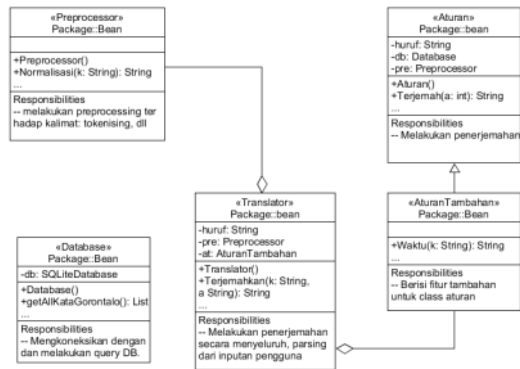 «Preprocessor»
Package::Bean
+Preprocessor()
+Normalisasi(k: String): String
...
Responsibilities
-- melakukan preprocessing ter
hadap kalimat: tokenising, dll
«Aturan»
Package::bean
-huruf: String
-db: Database
-pre: Preprocessor
+Aturan()
+Terjemah(a: int): String
...
Responsibilities
-- Melakukan penerjemahan
«Translator»
Package::bean
-huruf: String
-pre: Preprocessor
-at: AturanTambahan
+Translator()
+Terjemahkan(k: String,
a String): String
...
Responsibilities
-- Melakukan penerjemahan
secara menyeluruh, parsing
dari inputan pengguna
«AturanTambahan»
Package::Bean
+Waktu(k: String): String
...
Responsibilities
-- Berisi fitur tambahan
untuk class aturan
«Database»
Package::Bean
-db: SQLiteDatabase
+Database()
+getAllKataGorontalo(): List
...
Responsibilities
-- Mengkoneksikan dengan
dan melakukan query DB.